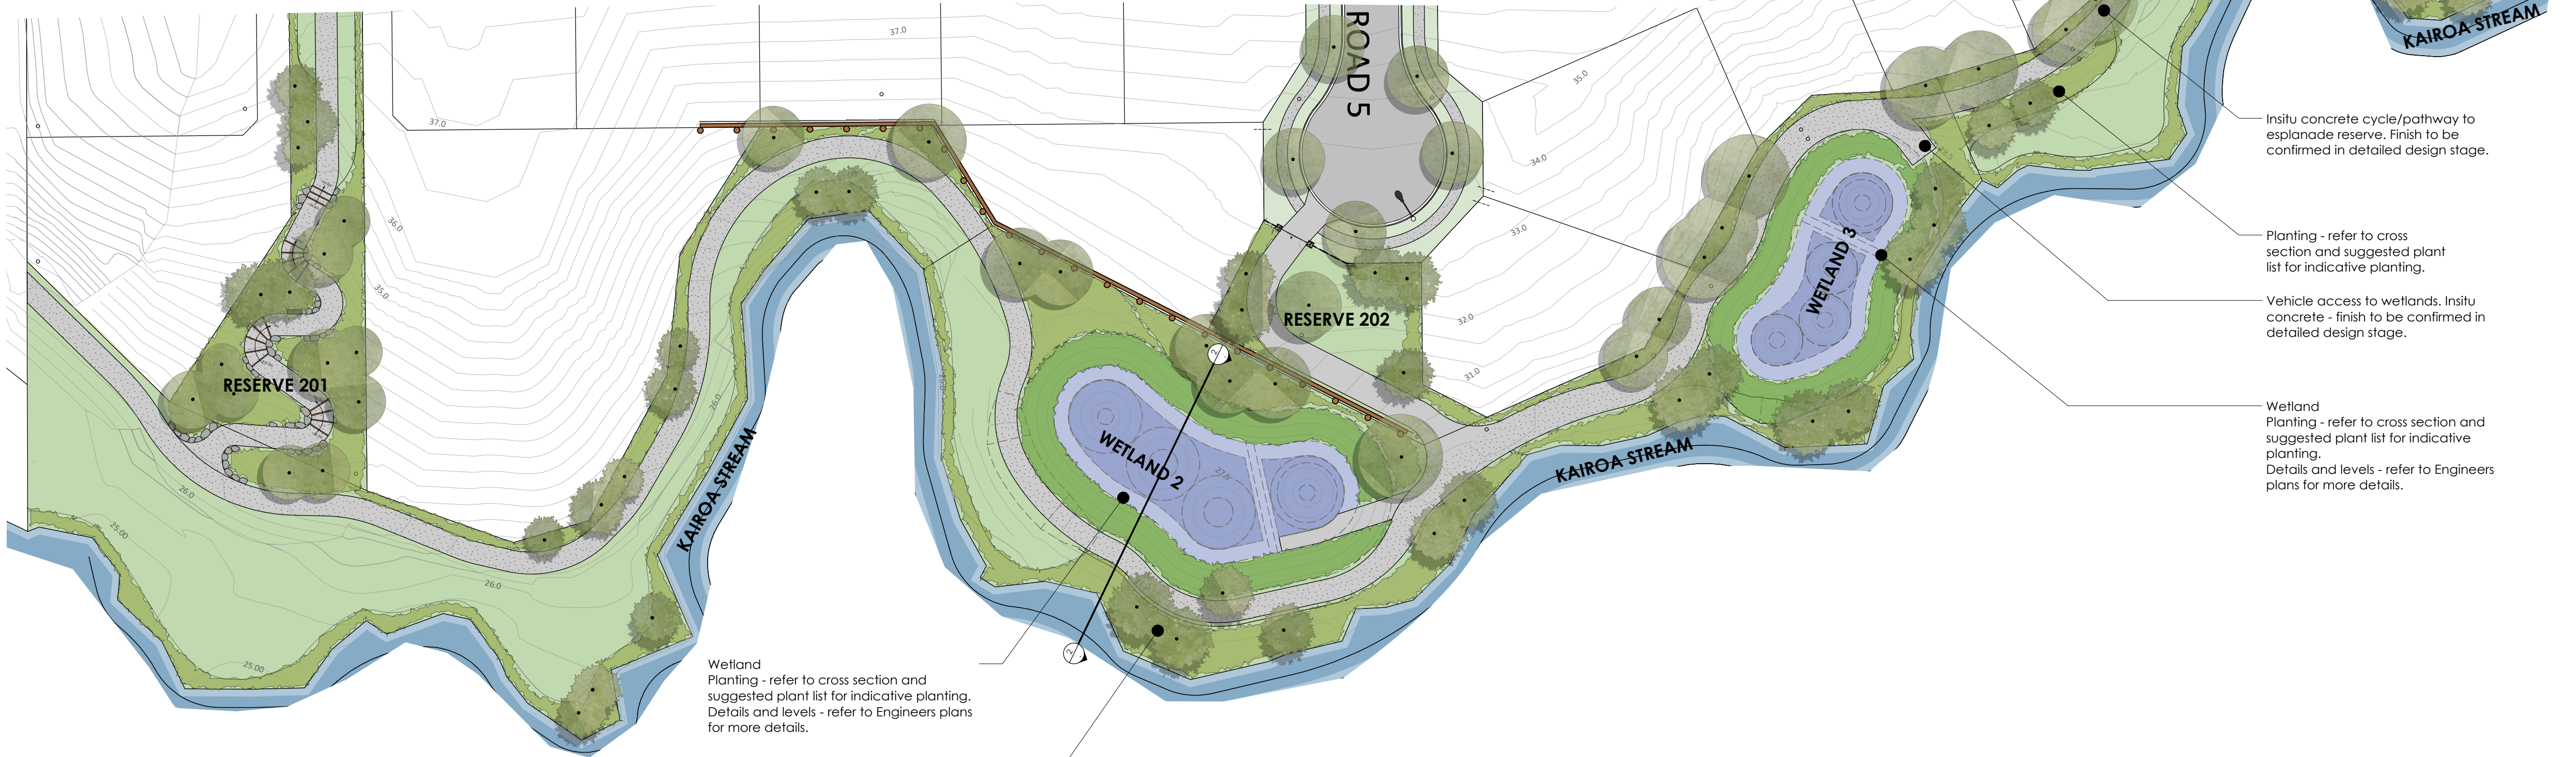 ROAD 5
KAIROA STREAM
37.0
37.0
35.0
34.0
33.0
32.0
31.0
36.0
35.0
Insitu concrete cycle/pathway to
esplanade reserve. Finish to be
confirmed in detailed design stage.
Planting - refer to cross
section and suggested plant
list for indicative planting.
Vehicle access to wetlands. Insitu
concrete - finish to be confirmed in
detailed design stage.
Wetland
Planting - refer to cross section and
suggested plant list for indicative
planting.
Details and levels - refer to Engineers
plans for more details.
WETLAND 3
RESERVE 202
RESERVE 201
2
WETLAND 2
27.5
KAIROA STREAM
KAIROA STREAM
26.0
26.0
26.0
26.0
25.00
25.00
2
Wetland
Planting - refer to cross section and
suggested plant list for indicative planting.
Details and levels - refer to Engineers plans
for more details.